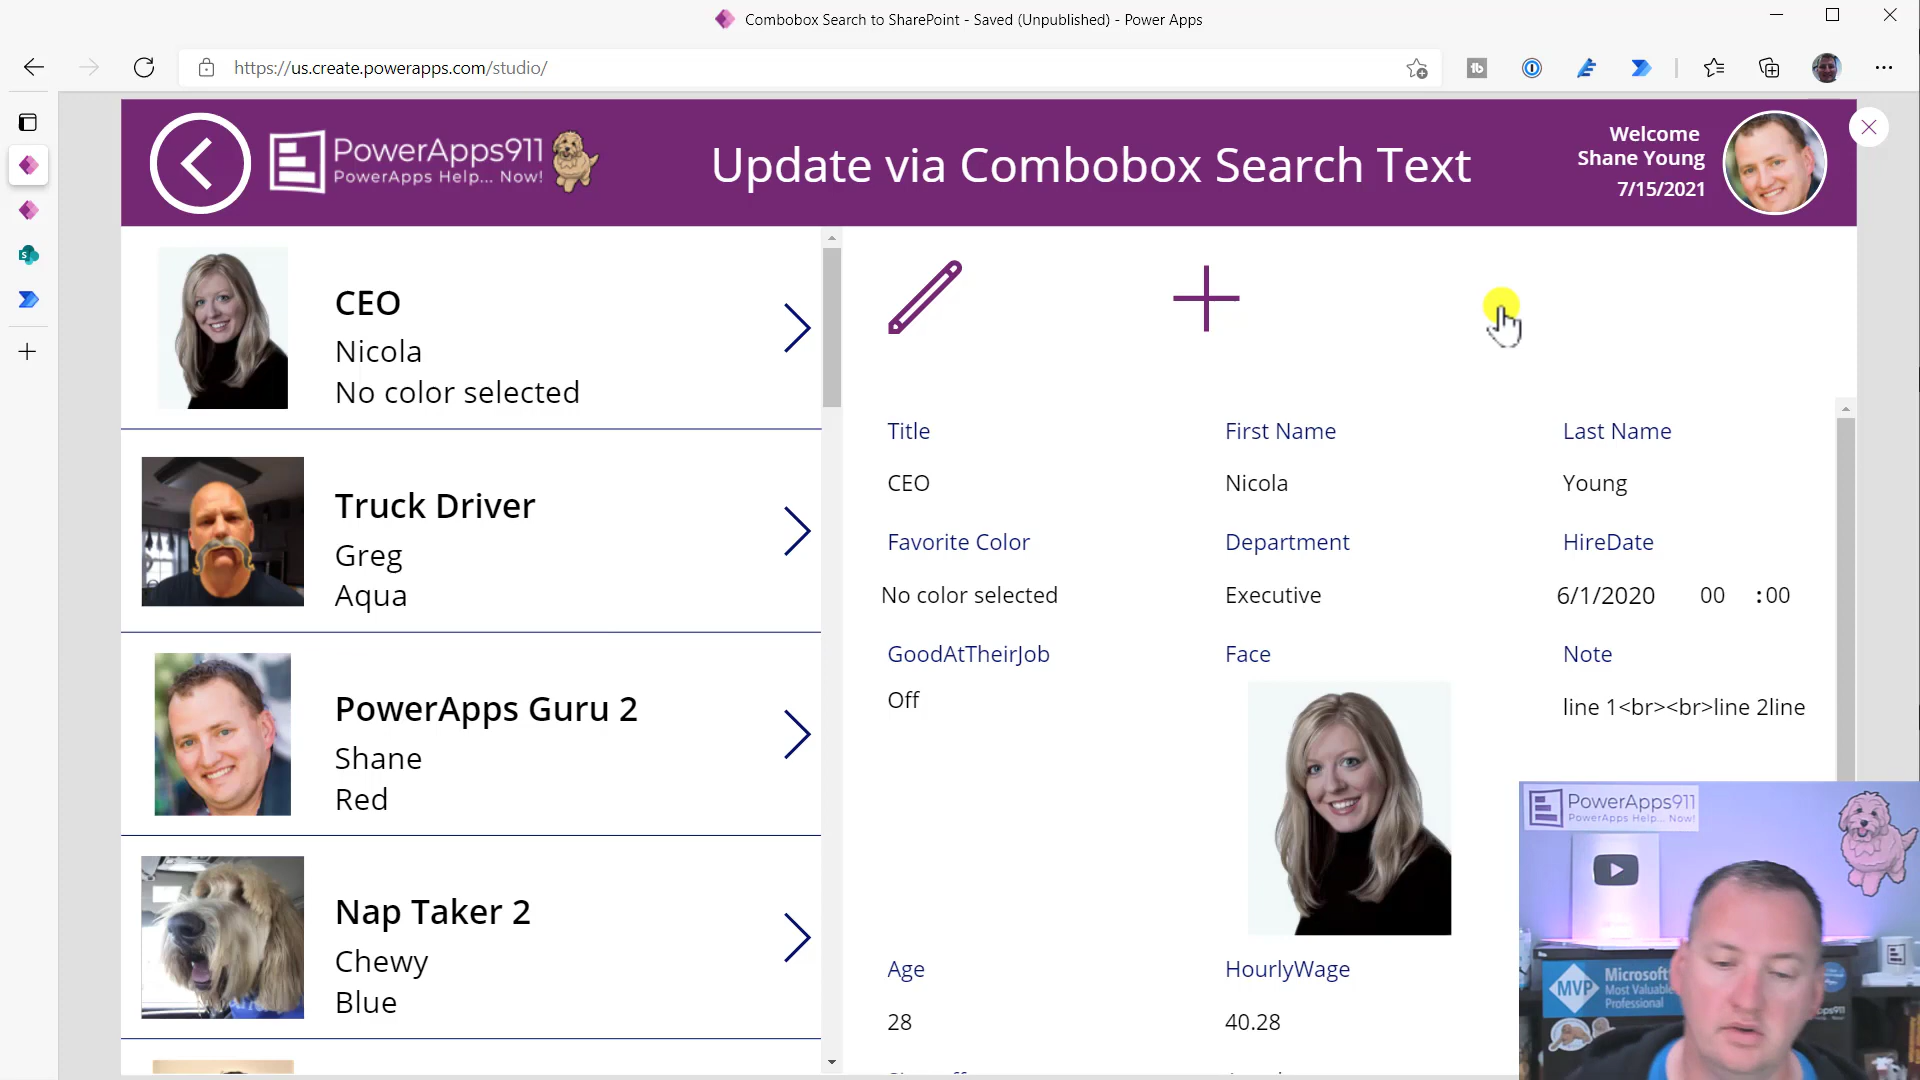 Combobox Search to SharePoint - Saved (Unpublished) - Power Apps
https://us.create.powerapps.com/studio/
PowerApps911
PowerApps Help... Now!
Update via Combobox Search Text
Welcome
Shane Young
7/15/2021
CEO
Nicola
No color selected
Truck Driver
Greg
Aqua
PowerApps Guru 2
Shane
Red
Nap Taker 2
Chewy
Blue
Title First Name Last Name
CEO Nicola Young
Favorite Color Department HireDate
No color selected Executive 6/1/2020 00 :00
GoodAtTheirJob Face Note
Off line 1<br><br>line 2line
Age HourlyWage
28 40.28
PowerApps911
PowerApps Help... Now!
MVP
Microsoft
Most Valuable
Professional